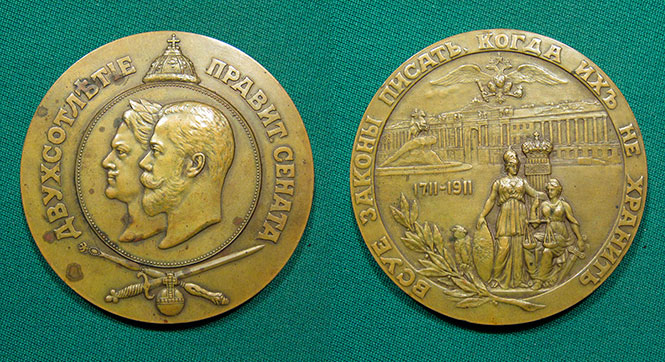 ДВУХСОТЛѢТIЕ ПРАВИТ. СЕНАТА
ВСУЕ ЗАКОНЫ ПИСАТЬ, КОГДА ИХЪ НЕ ХРАНИТЬ
1711-1911